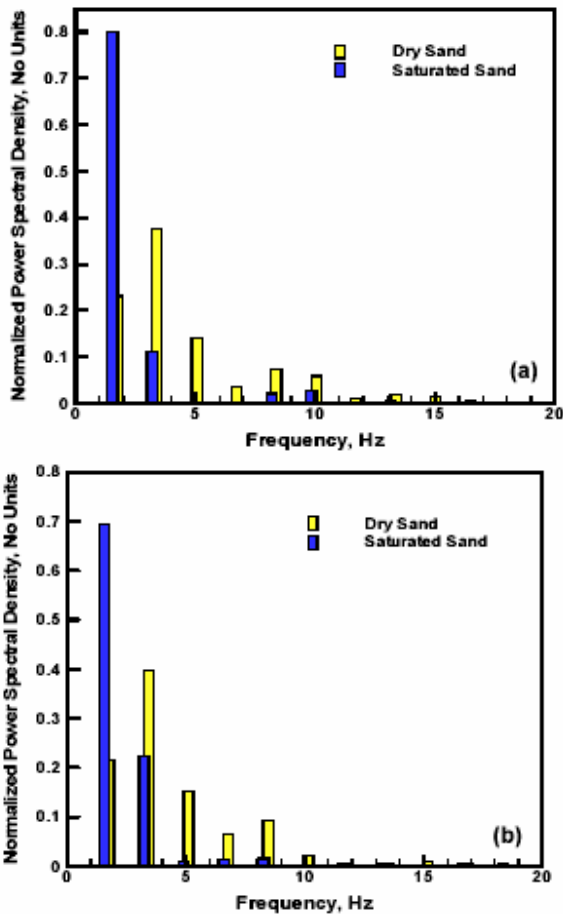 0.8
0.7
0.6
0.5
0.4
0.3
0.2
0.1
0
Normalized Power Spectral Density, No Units
Dry Sand
Saturated Sand
(a)
0 5 10 15 20
Frequency, Hz
0.8
0.7
0.6
0.5
0.4
0.3
0.2
0.1
0
Normalized Power Spectral Density, No Units
Dry Sand
Saturated Sand
(b)
0 5 10 15 20
Frequency, Hz